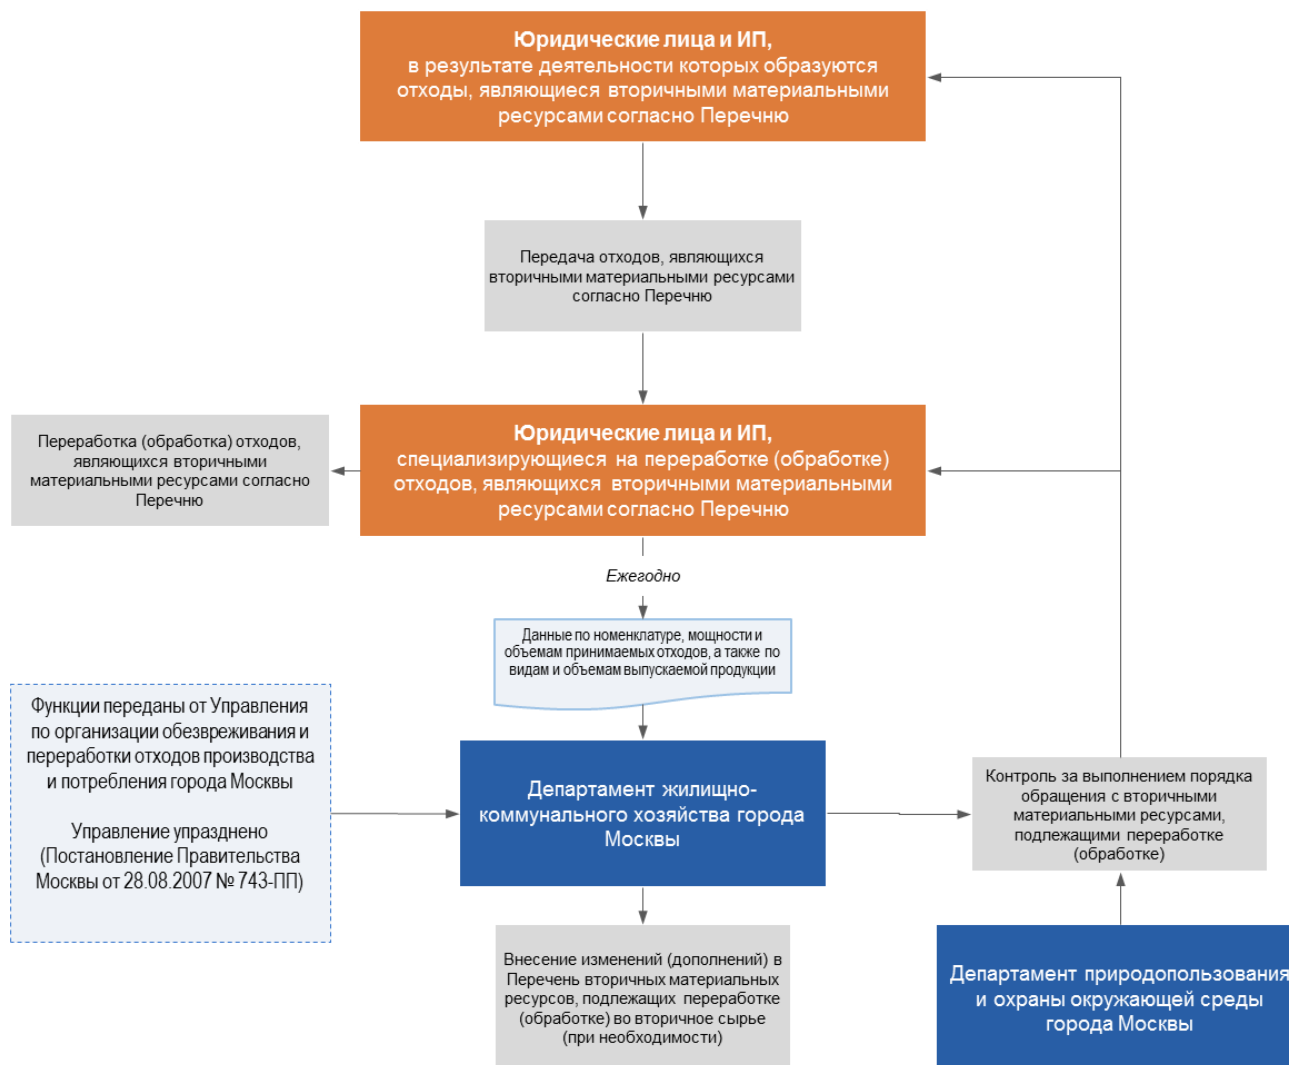 Юридические лица и ИП,
в результате деятельности которых образуются
отходы, являющиеся вторичными материальными
ресурсами согласно Перечню
Передача отходов, являющихся
вторичными материальными ресурсами
согласно Перечню
Юридические лица и ИП,
специализирующиеся на переработке (обработке)
отходов, являющихся вторичными материальными
ресурсами согласно Перечню
Переработка (обработка) отходов,
являющихся вторичными
материальными ресурсами согласно
Перечню
Ежегодно
Данные по номенклатуре, мощности и
объемам принимаемых отходов, а также по
видам и объемам выпускаемой продукции
Функции переданы от Управления
по организации обезвреживания и
переработки отходов производства
и потребления города Москвы
Управление упразднено
(Постановление Правительства
Москвы от 28.08.2007 № 743-ПП)
Департамент жилищно-
коммунального хозяйства города
Москвы
Контроль за выполнением порядка
обращения с вторичными
материальными ресурсами,
подлежащими переработке
(обработке)
Внесение изменений (дополнений) в
Перечень вторичных материальных
ресурсов, подлежащих переработке
(обработке) во вторичное сырье
(при необходимости)
Департамент природопользования
и охраны окружающей среды
города Москвы